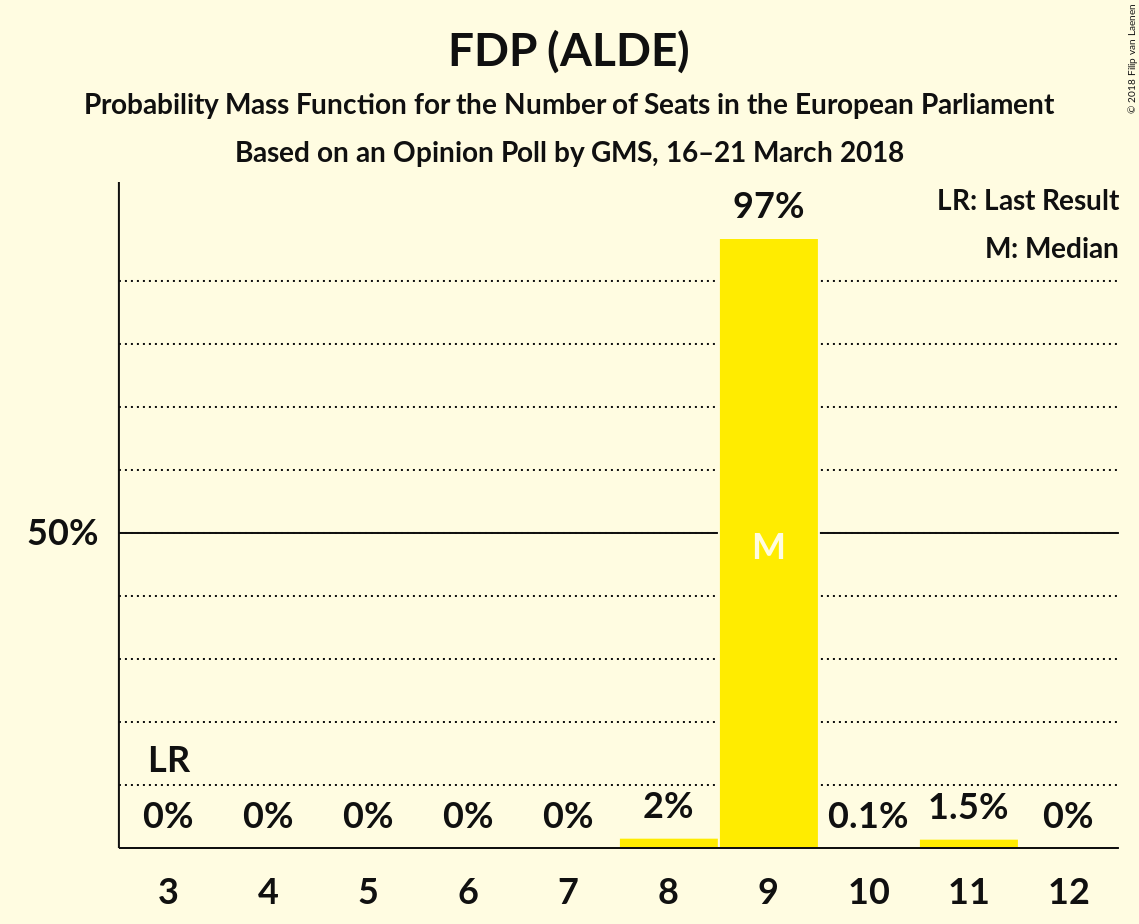 FDP (ALDE)
Probability Mass Function for the Number of Seats in the European Parliament
Based on an Opinion Poll by GMS, 16–21 March 2018
© 2018 Filip van Laenen
LR: Last Result
M: Median
97%
50%
M
LR
0% 0% 0% 0% 0% 2% 0.1% 1.5% 0%
3 4 5 6 7 8 9 10 11 12